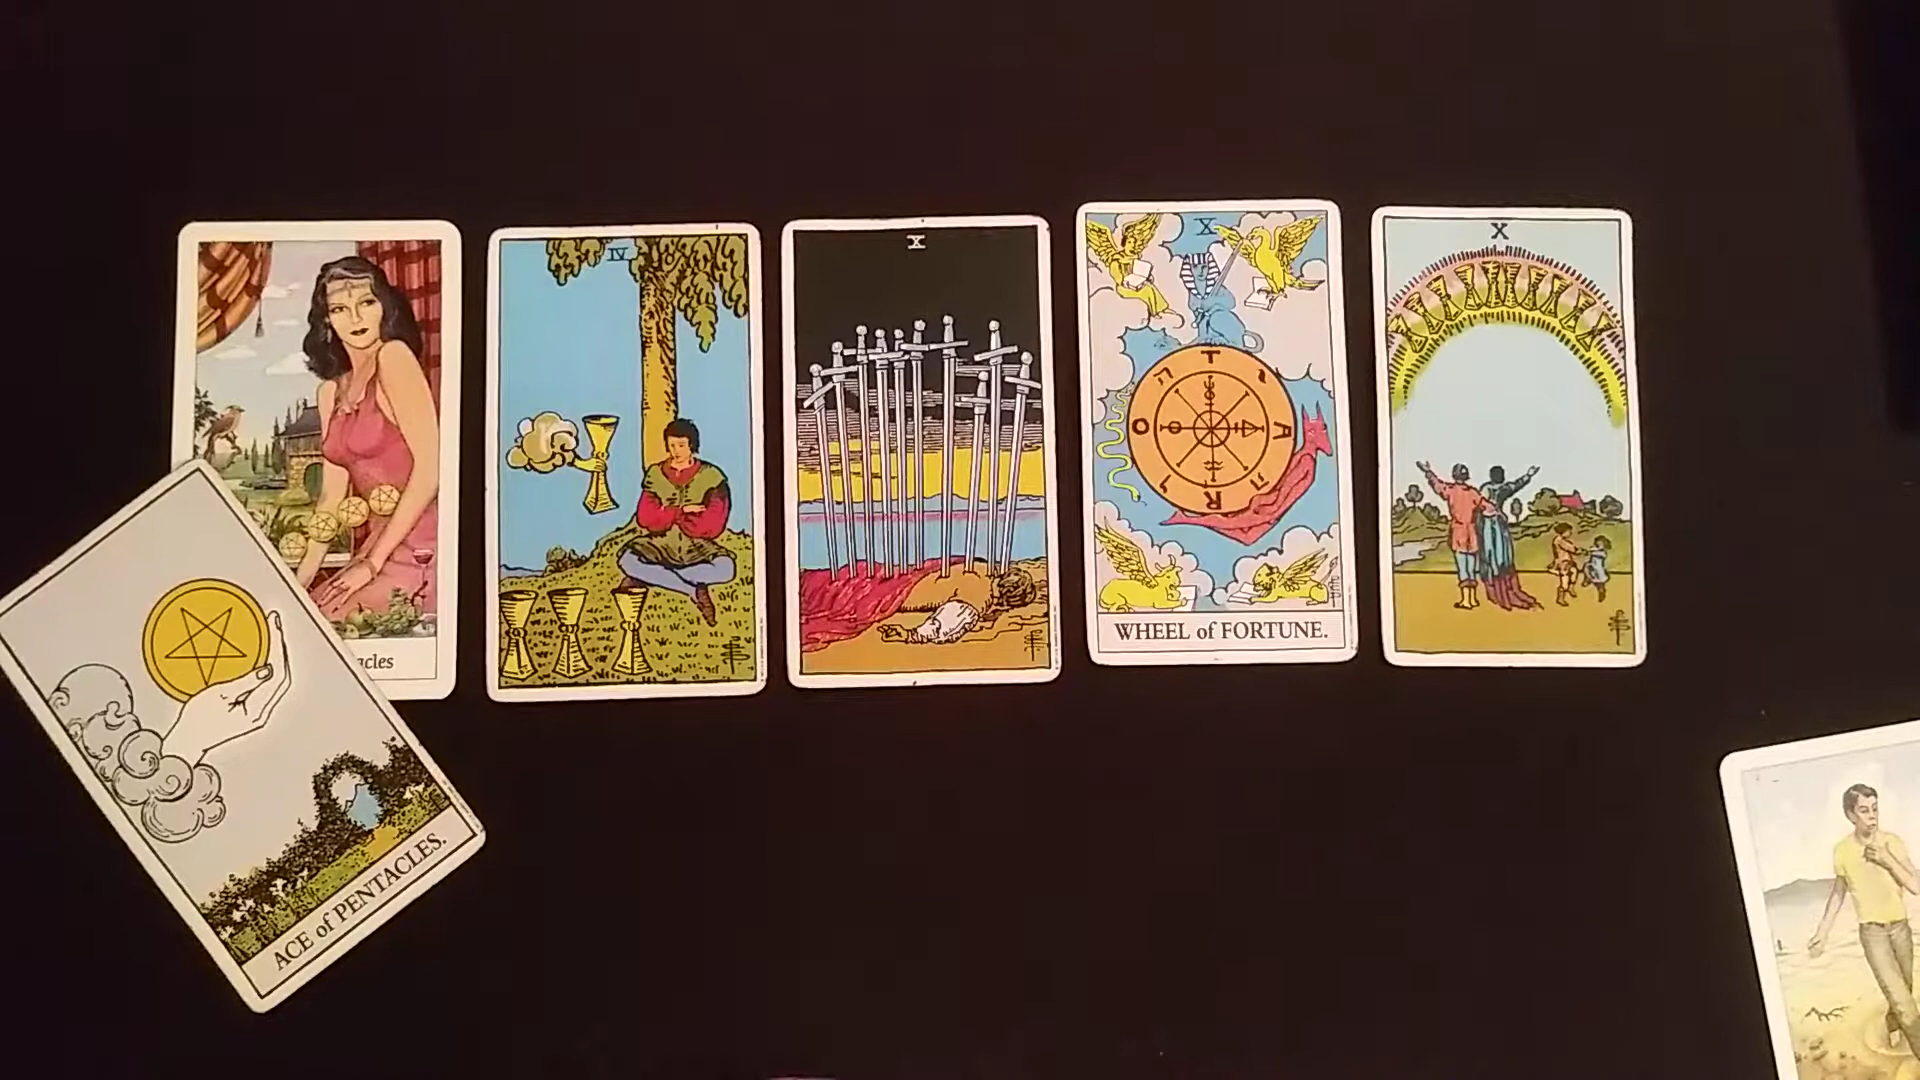 IV
X
X
X
T
A
R
O
WHEEL of FORTUNE.
acles
ACE of PENTACLES.